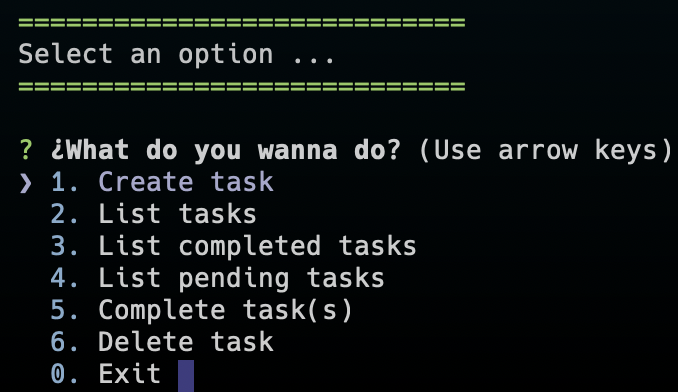 ============================
Select an option ...
============================
? ¿What do you wanna do? (Use arrow keys)
❯ 1. Create task
2. List tasks
3. List completed tasks
4. List pending tasks
5. Complete task(s)
6. Delete task
0. Exit